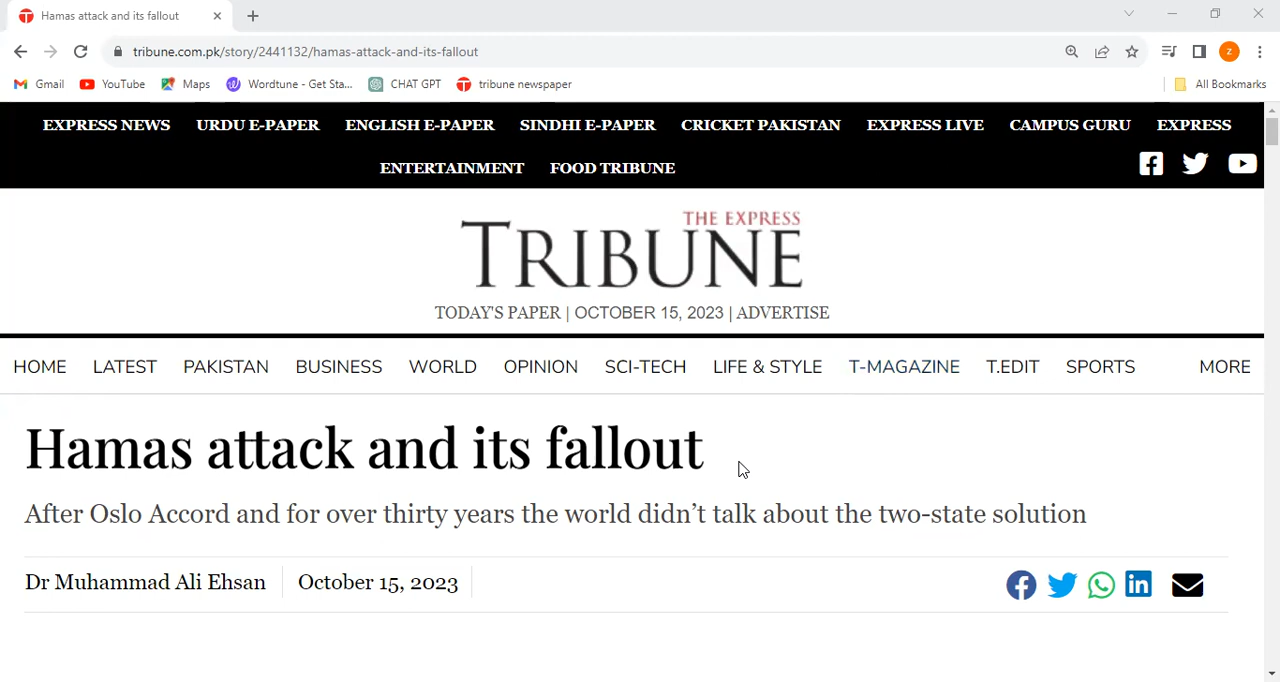 Hamas attack and its fallout
tribune.com.pk/story/2441132/hamas-attack-and-its-fallout
Z
Gmail YouTube Maps Wordtune - Get Sta... CHAT GPT tribune newspaper All Bookmarks
EXPRESS NEWS URDU E-PAPER ENGLISH E-PAPER SINDHI E-PAPER CRICKET PAKISTAN EXPRESS LIVE CAMPUS GURU EXPRESS
ENTERTAINMENT FOOD TRIBUNE
THE EXPRESS
TRIBUNE
TODAY'S PAPER | OCTOBER 15, 2023 | ADVERTISE
HOME LATEST PAKISTAN BUSINESS WORLD OPINION SCI-TECH LIFE & STYLE T-MAGAZINE T.EDIT SPORTS MORE
Hamas attack and its fallout
After Oslo Accord and for over thirty years the world didn’t talk about the two-state solution
Dr Muhammad Ali Ehsan October 15, 2023